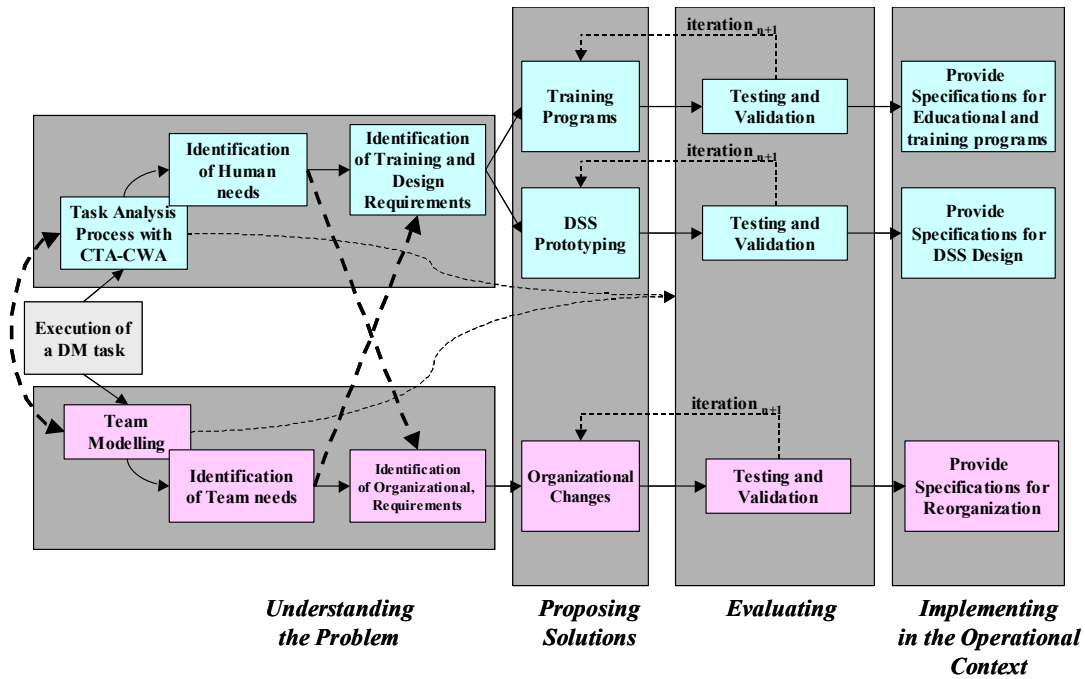 iteration n+1
Training
Programs
Testing and
Validation
Provide
Specifications for
Educational and
training programs
Identification
of Human
needs
Identification
of Training and
Design
Requirements
iteration n+1
Task Analysis
Process with
CTA-CWA
DSS
Prototyping
Testing and
Validation
Provide
Specifications for
DSS Design
Execution of
a DM task
Team
Modelling
iteration n+1
Identification
of Team needs
Identification
of Organizational,
Requirements
Organizational
Changes
Testing and
Validation
Provide
Specifications for
Reorganization
Understanding
the Problem
Proposing
Solutions
Evaluating
Implementing
in the Operational
Context